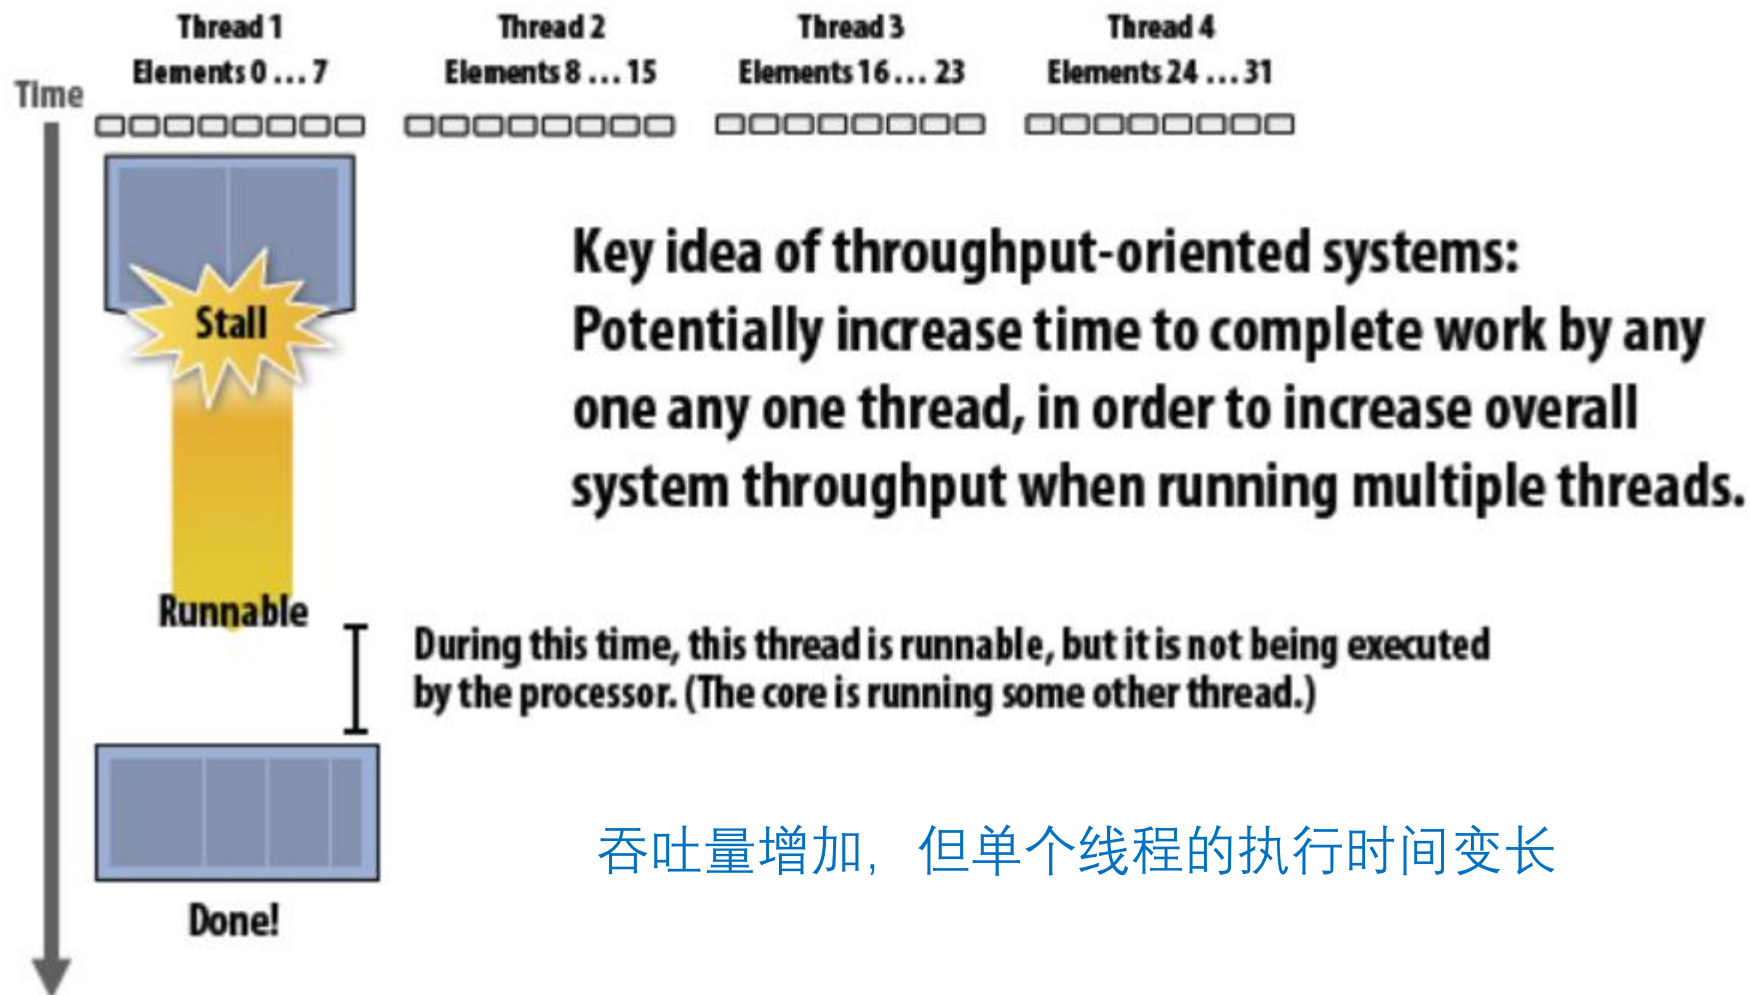 Thread 1
Elements 0 ... 7
Thread 2
Elements 8 ... 15
Thread 3
Elements 16 ... 23
Thread 4
Elements 24 ... 31
Time
Stall
Key idea of throughput-oriented systems:
Potentially increase time to complete work by any
one any one thread, in order to increase overall
system throughput when running multiple threads.
Runnable
During this time, this thread is runnable, but it is not being executed
by the processor. (The core is running some other thread.)
吞吐量增加，但单个线程的执行时间变长
Done!